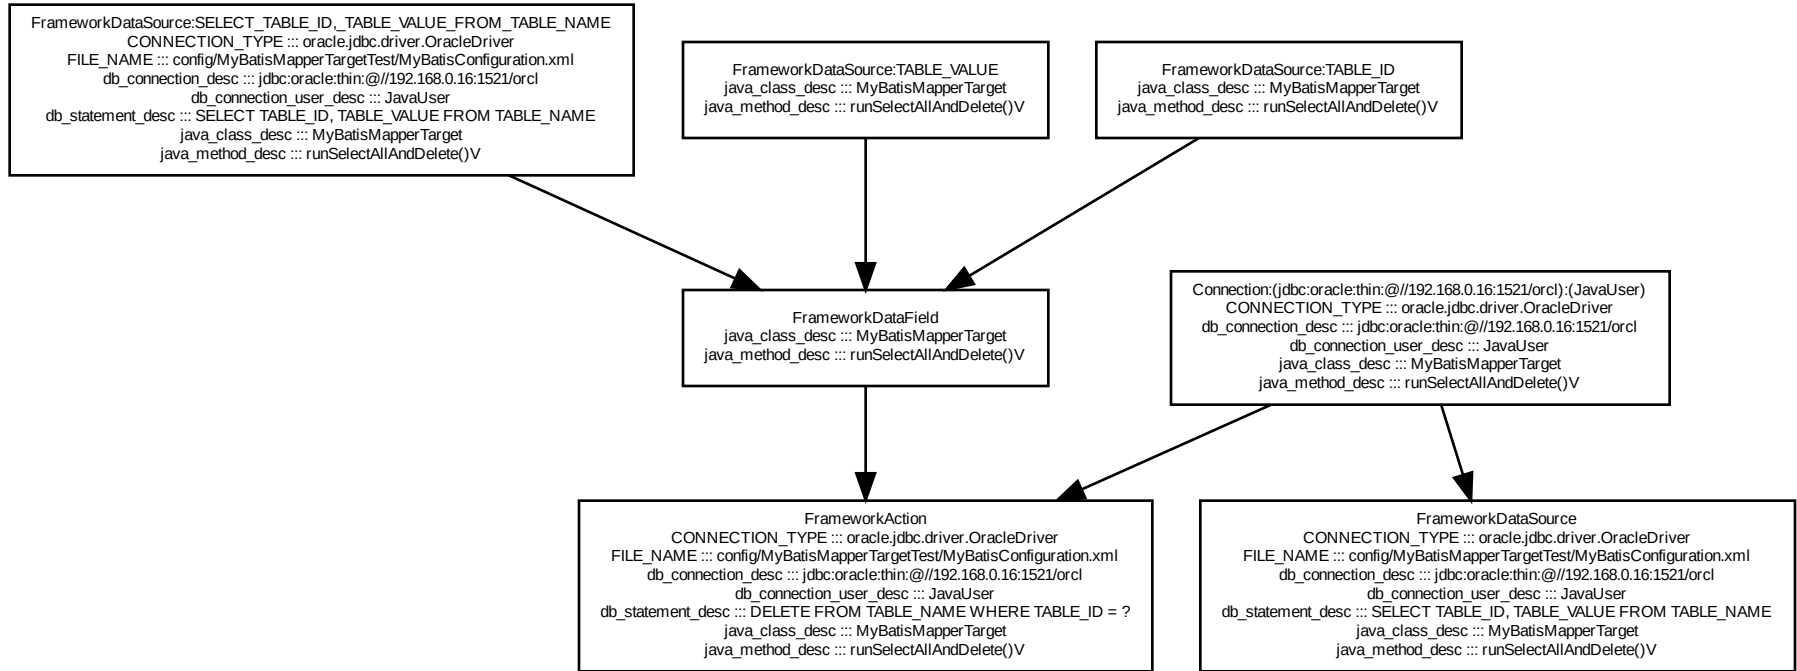 FrameworkDataSource:SELECT_TABLE_ID,_TABLE_VALUE_FROM_TABLE_NAME
CONNECTION_TYPE ::: oracle.jdbc.driver.OracleDriver
FILE_NAME ::: config/MyBatisMapperTargetTest/MyBatisConfiguration.xml
db_connection_desc ::: jdbc:oracle:thin:@//192.168.0.16:1521/orcl
db_connection_user_desc ::: JavaUser
db_statement_desc ::: SELECT TABLE_ID, TABLE_VALUE FROM TABLE_NAME
java_class_desc ::: MyBatisMapperTarget
java_method_desc ::: runSelectAllAndDelete()V
FrameworkDataSource:TABLE_VALUE
java_class_desc ::: MyBatisMapperTarget
java_method_desc ::: runSelectAllAndDelete()V
FrameworkDataSource:TABLE_ID
java_class_desc ::: MyBatisMapperTarget
java_method_desc ::: runSelectAllAndDelete()V
FrameworkDataField
java_class_desc ::: MyBatisMapperTarget
java_method_desc ::: runSelectAllAndDelete()V
Connection:(jdbc:oracle:thin:@//192.168.0.16:1521/orcl):(JavaUser)
CONNECTION_TYPE ::: oracle.jdbc.driver.OracleDriver
db_connection_desc ::: jdbc:oracle:thin:@//192.168.0.16:1521/orcl
db_connection_user_desc ::: JavaUser
java_class_desc ::: MyBatisMapperTarget
java_method_desc ::: runSelectAllAndDelete()V
FrameworkAction
CONNECTION_TYPE ::: oracle.jdbc.driver.OracleDriver
FILE_NAME ::: config/MyBatisMapperTargetTest/MyBatisConfiguration.xml
db_connection_desc ::: jdbc:oracle:thin:@//192.168.0.16:1521/orcl
db_connection_user_desc ::: JavaUser
db_statement_desc ::: DELETE FROM TABLE_NAME WHERE TABLE_ID = ?
java_class_desc ::: MyBatisMapperTarget
java_method_desc ::: runSelectAllAndDelete()V
FrameworkDataSource
CONNECTION_TYPE ::: oracle.jdbc.driver.OracleDriver
FILE_NAME ::: config/MyBatisMapperTargetTest/MyBatisConfiguration.xml
db_connection_desc ::: jdbc:oracle:thin:@//192.168.0.16:1521/orcl
db_connection_user_desc ::: JavaUser
db_statement_desc ::: SELECT TABLE_ID, TABLE_VALUE FROM TABLE_NAME
java_class_desc ::: MyBatisMapperTarget
java_method_desc ::: runSelectAllAndDelete()V